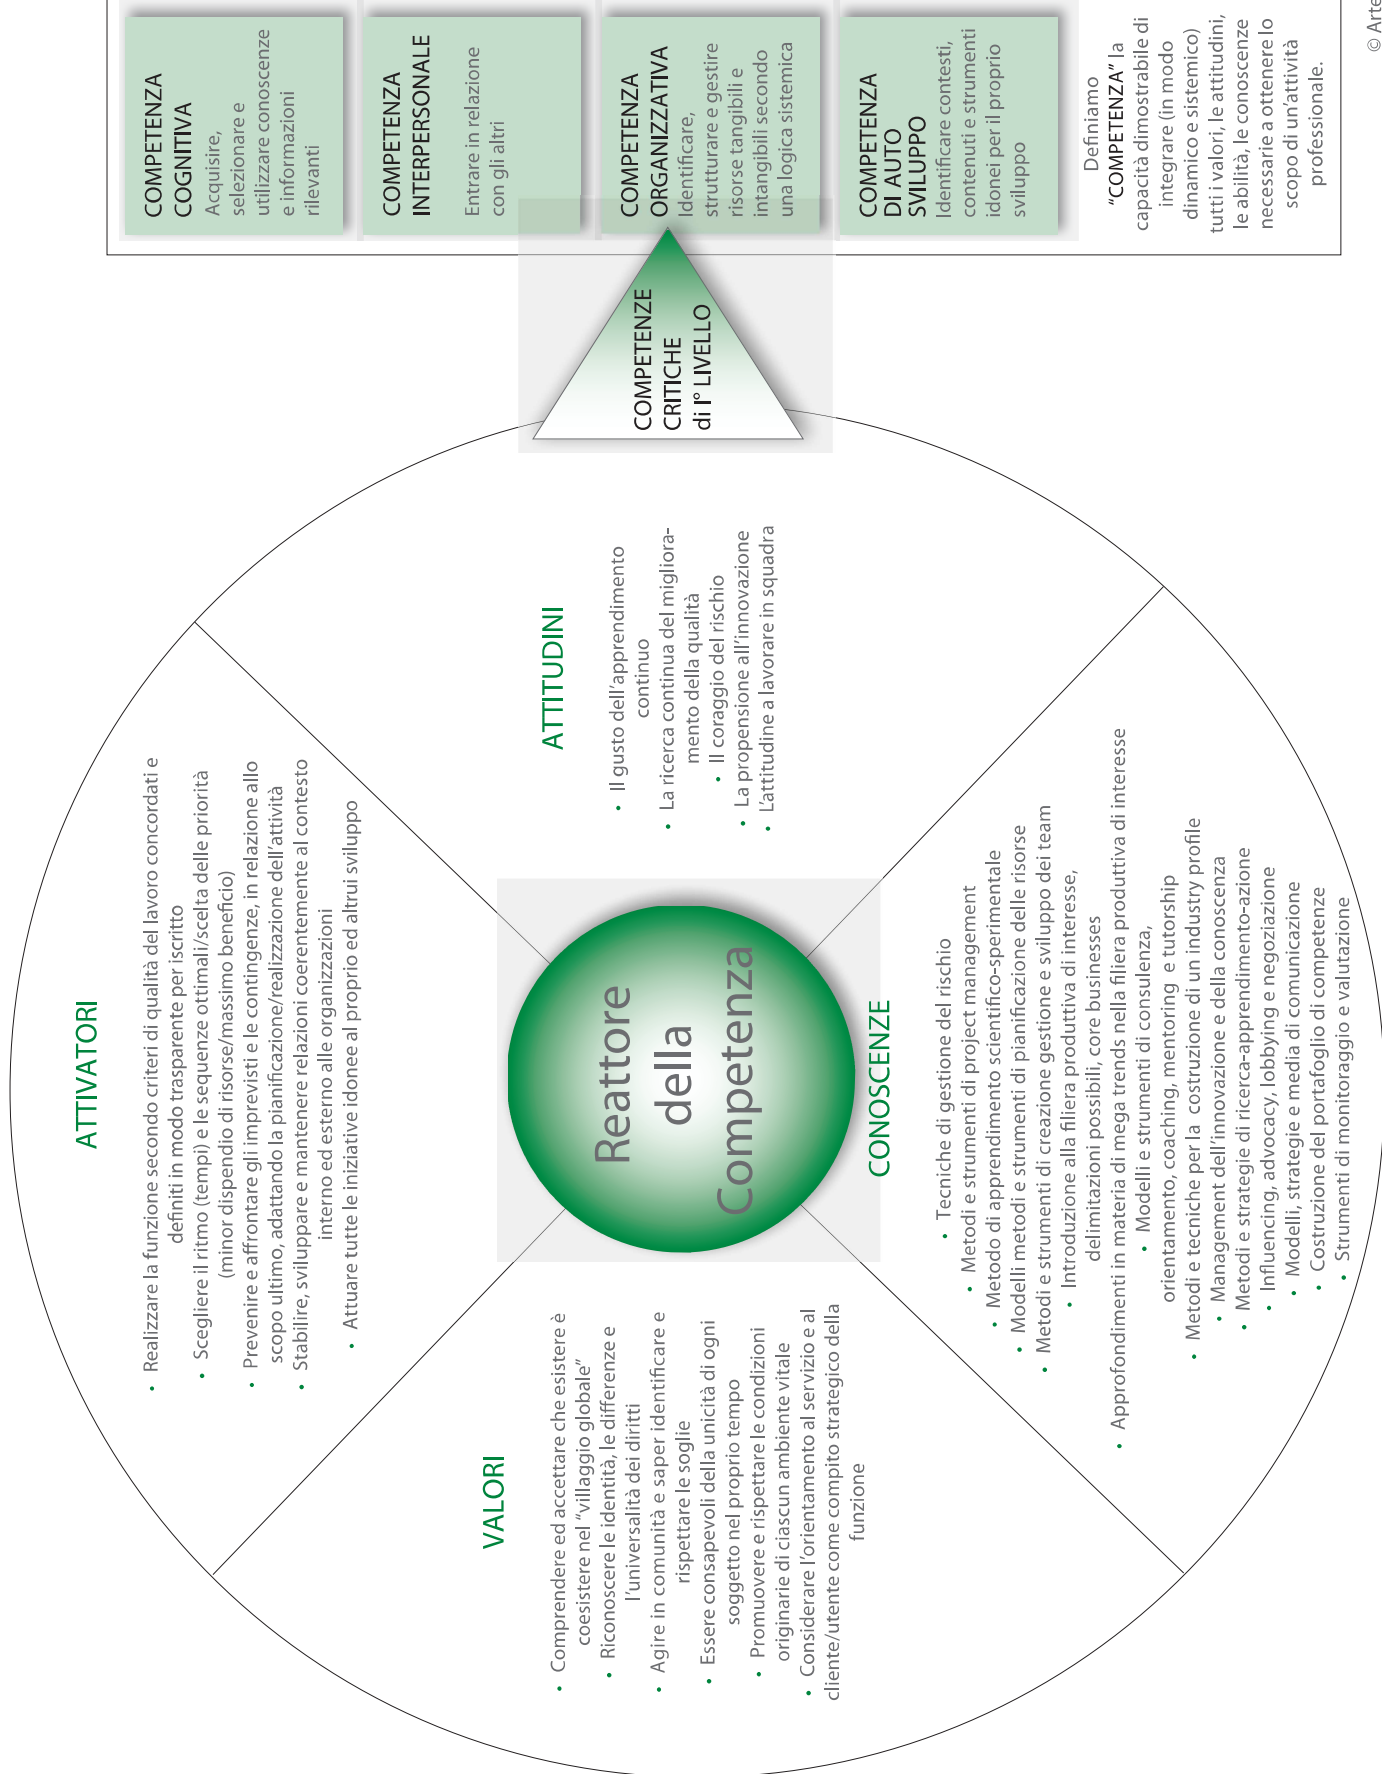 ATTIVATORI
• Realizzare la funzione secondo criteri di qualità del lavoro concordati e
definiti in modo trasparente per iscritto
• Scegliere il ritmo (tempi) e le sequenze ottimali/scelta delle priorità
(minor dispendio di risorse/massimo beneficio)
• Prevenire e affrontare gli imprevisti e le contingenze, in relazione allo
scopo ultimo, adattando la pianificazione/realizzazione dell'attività
• Stabilire, sviluppare e mantenere relazioni coerentemente al contesto
interno ed esterno alle organizzazioni
• Attuare tutte le iniziative idonee al proprio ed altrui sviluppo
VALORI
• Comprendere ed accettare che esistere è
coesistere nel “villaggio globale”
• Riconoscere le identità, le differenze e
l'universalità dei diritti
• Agire in comunità e saper identificare e
rispettare le soglie
• Essere consapevoli della unicità di ogni
soggetto nel proprio tempo
• Promuovere e rispettare le condizioni
originarie di ciascun ambiente vitale
• Considerare l'orientamento al servizio e al
cliente/utente come compito strategico della
funzione
Reattore
della
Competenza
ATTITUDINI
• Il gusto dell'apprendimento
continuo
• La ricerca continua del migliora-
mento della qualità
• Il coraggio del rischio
• La propensione all'innovazione
• L'attitudine a lavorare in squadra
CONOSCENZE
• Tecniche di gestione del rischio
• Metodi e strumenti di project management
• Metodo di apprendimento scientifico-sperimentale
• Modelli metodi e strumenti di pianificazione delle risorse
• Metodi e strumenti di creazione gestione e sviluppo dei team
• Introduzione alla filiera produttiva di interesse,
delimitazioni possibili, core businesses
• Approfondimenti in materia di mega trends nella filiera produttiva di interesse
• Modelli e strumenti di consulenza,
orientamento, coaching, mentoring e tutorship
• Metodi e tecniche per la costruzione di un industry profile
• Management dell'innovazione e della conoscenza
• Metodi e strategie di ricerca-apprendimento-azione
• Influencing, advocacy, lobbying e negoziazione
• Modelli, strategie e media di comunicazione
• Costruzione del portafoglio di competenze
• Strumenti di monitoraggio e valutazione
COMPETENZE
CRITICHE
di I° LIVELLO
COMPETENZA
COGNITIVA
Acquisire,
selezionare e
utilizzare conoscenze
e informazioni
rilevanti
COMPETENZA
INTERPERSONALE
Entrare in relazione
con gli altri
COMPETENZA
ORGANIZZATIVA
Identificare,
strutturare e gestire
risorse tangibili e
intangibili secondo
una logica sistemica
COMPETENZA
DI AUTO
SVILUPPO
Identificare contesti,
contenuti e strumenti
idonei per il proprio
sviluppo
Definiamo
“COMPETENZA” la
capacità dimostrabile di
integrare (in modo
dinamico e sistemico)
tutti i valori, le attitudini,
le abilità, le conoscenze
necessarie a ottenere lo
scopo di un'attività
professionale.
© Arte